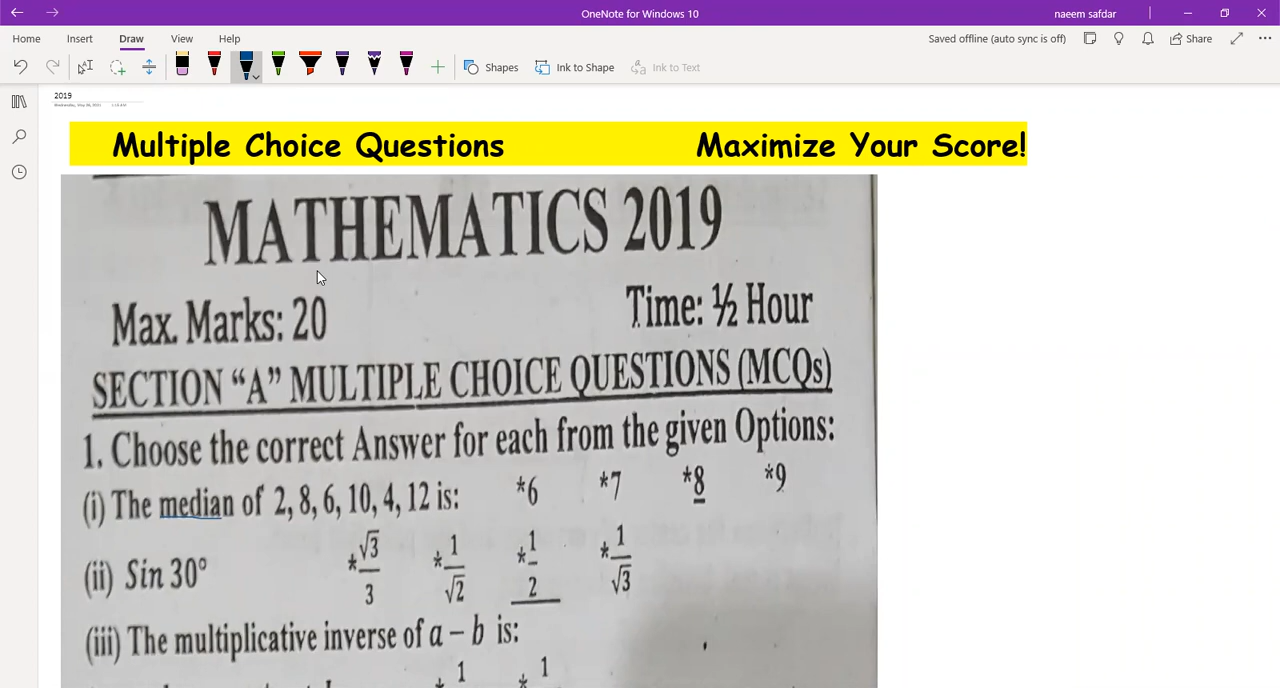 OneNote for Windows 10
naeem safdar
Home Insert Draw View Help
Saved offline (auto sync is off)
Share
Shapes
Ink to Shape
Ink to Text
2019
Multiple Choice Questions Maximize Your Score!
MATHEMATICS 2019
Max. Marks: 20 Time: ½ Hour
SECTION “A” MULTIPLE CHOICE QUESTIONS (MCQs)
1. Choose the correct Answer for each from the given Options:
(i) The median of 2, 8, 6, 10, 4, 12 is: *6 *7 *8 *9
(ii) Sin 30° *√3/3 *1/√2 *1/2 *1/√3
(iii) The multiplicative inverse of a – b is:
* 1 * 1